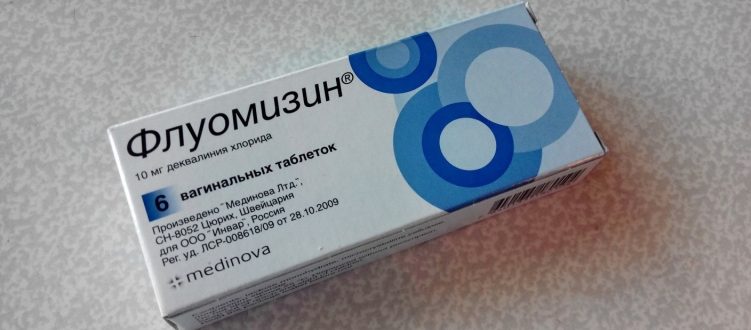 Флуомизин®
10 мг деквалиния хлорида
6 вагинальных таблеток
Произведено "Мединова Лтд.",
CH-8052 Цюрих, Швейцария
для ООО "Инвар", Россия
Рег. уд. ЛСР-008618/09 от 28.10.2009
medinova